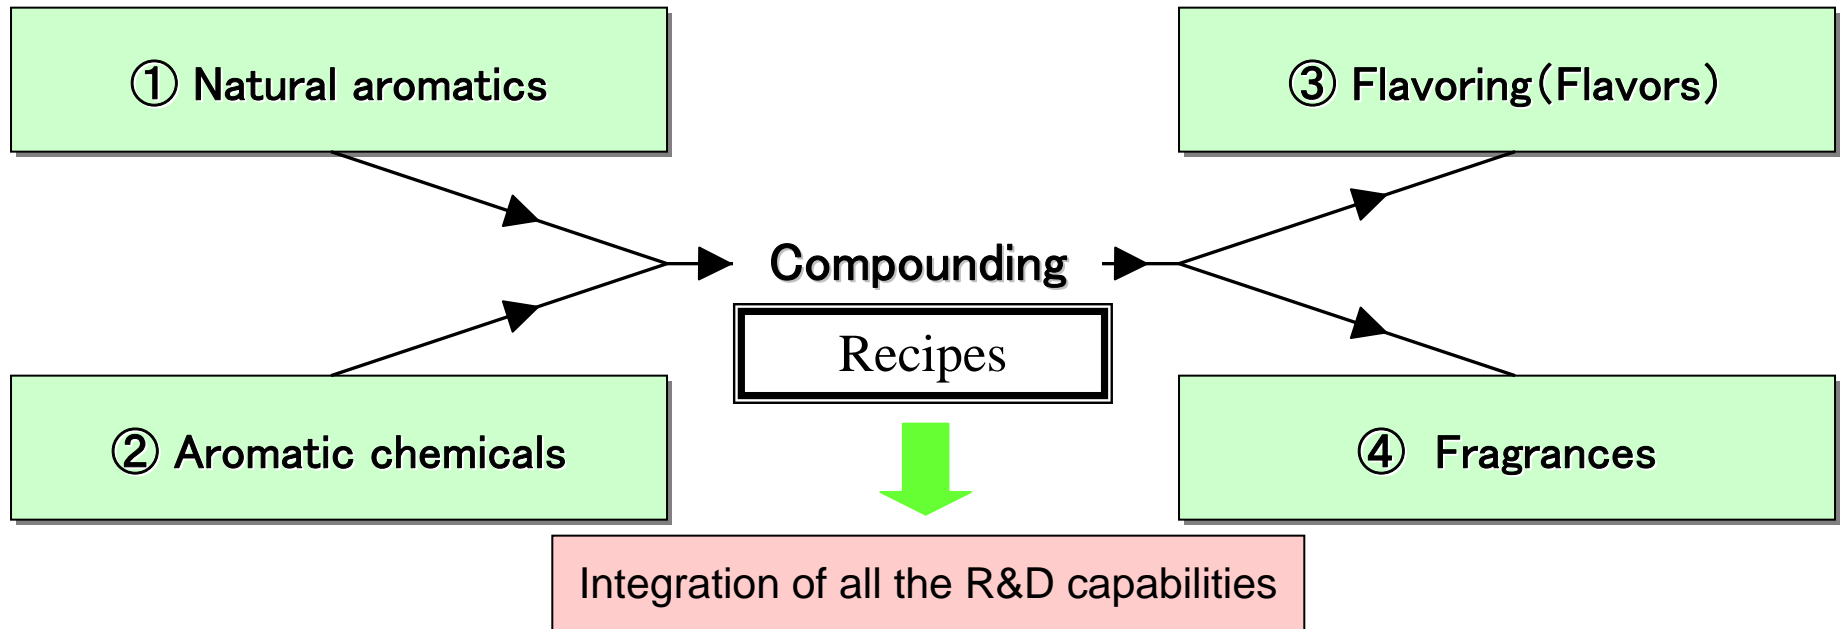 ① Natural aromatics
③ Flavoring(Flavors)
Compounding
Recipes
② Aromatic chemicals
④ Fragrances
Integration of all the R&D capabilities